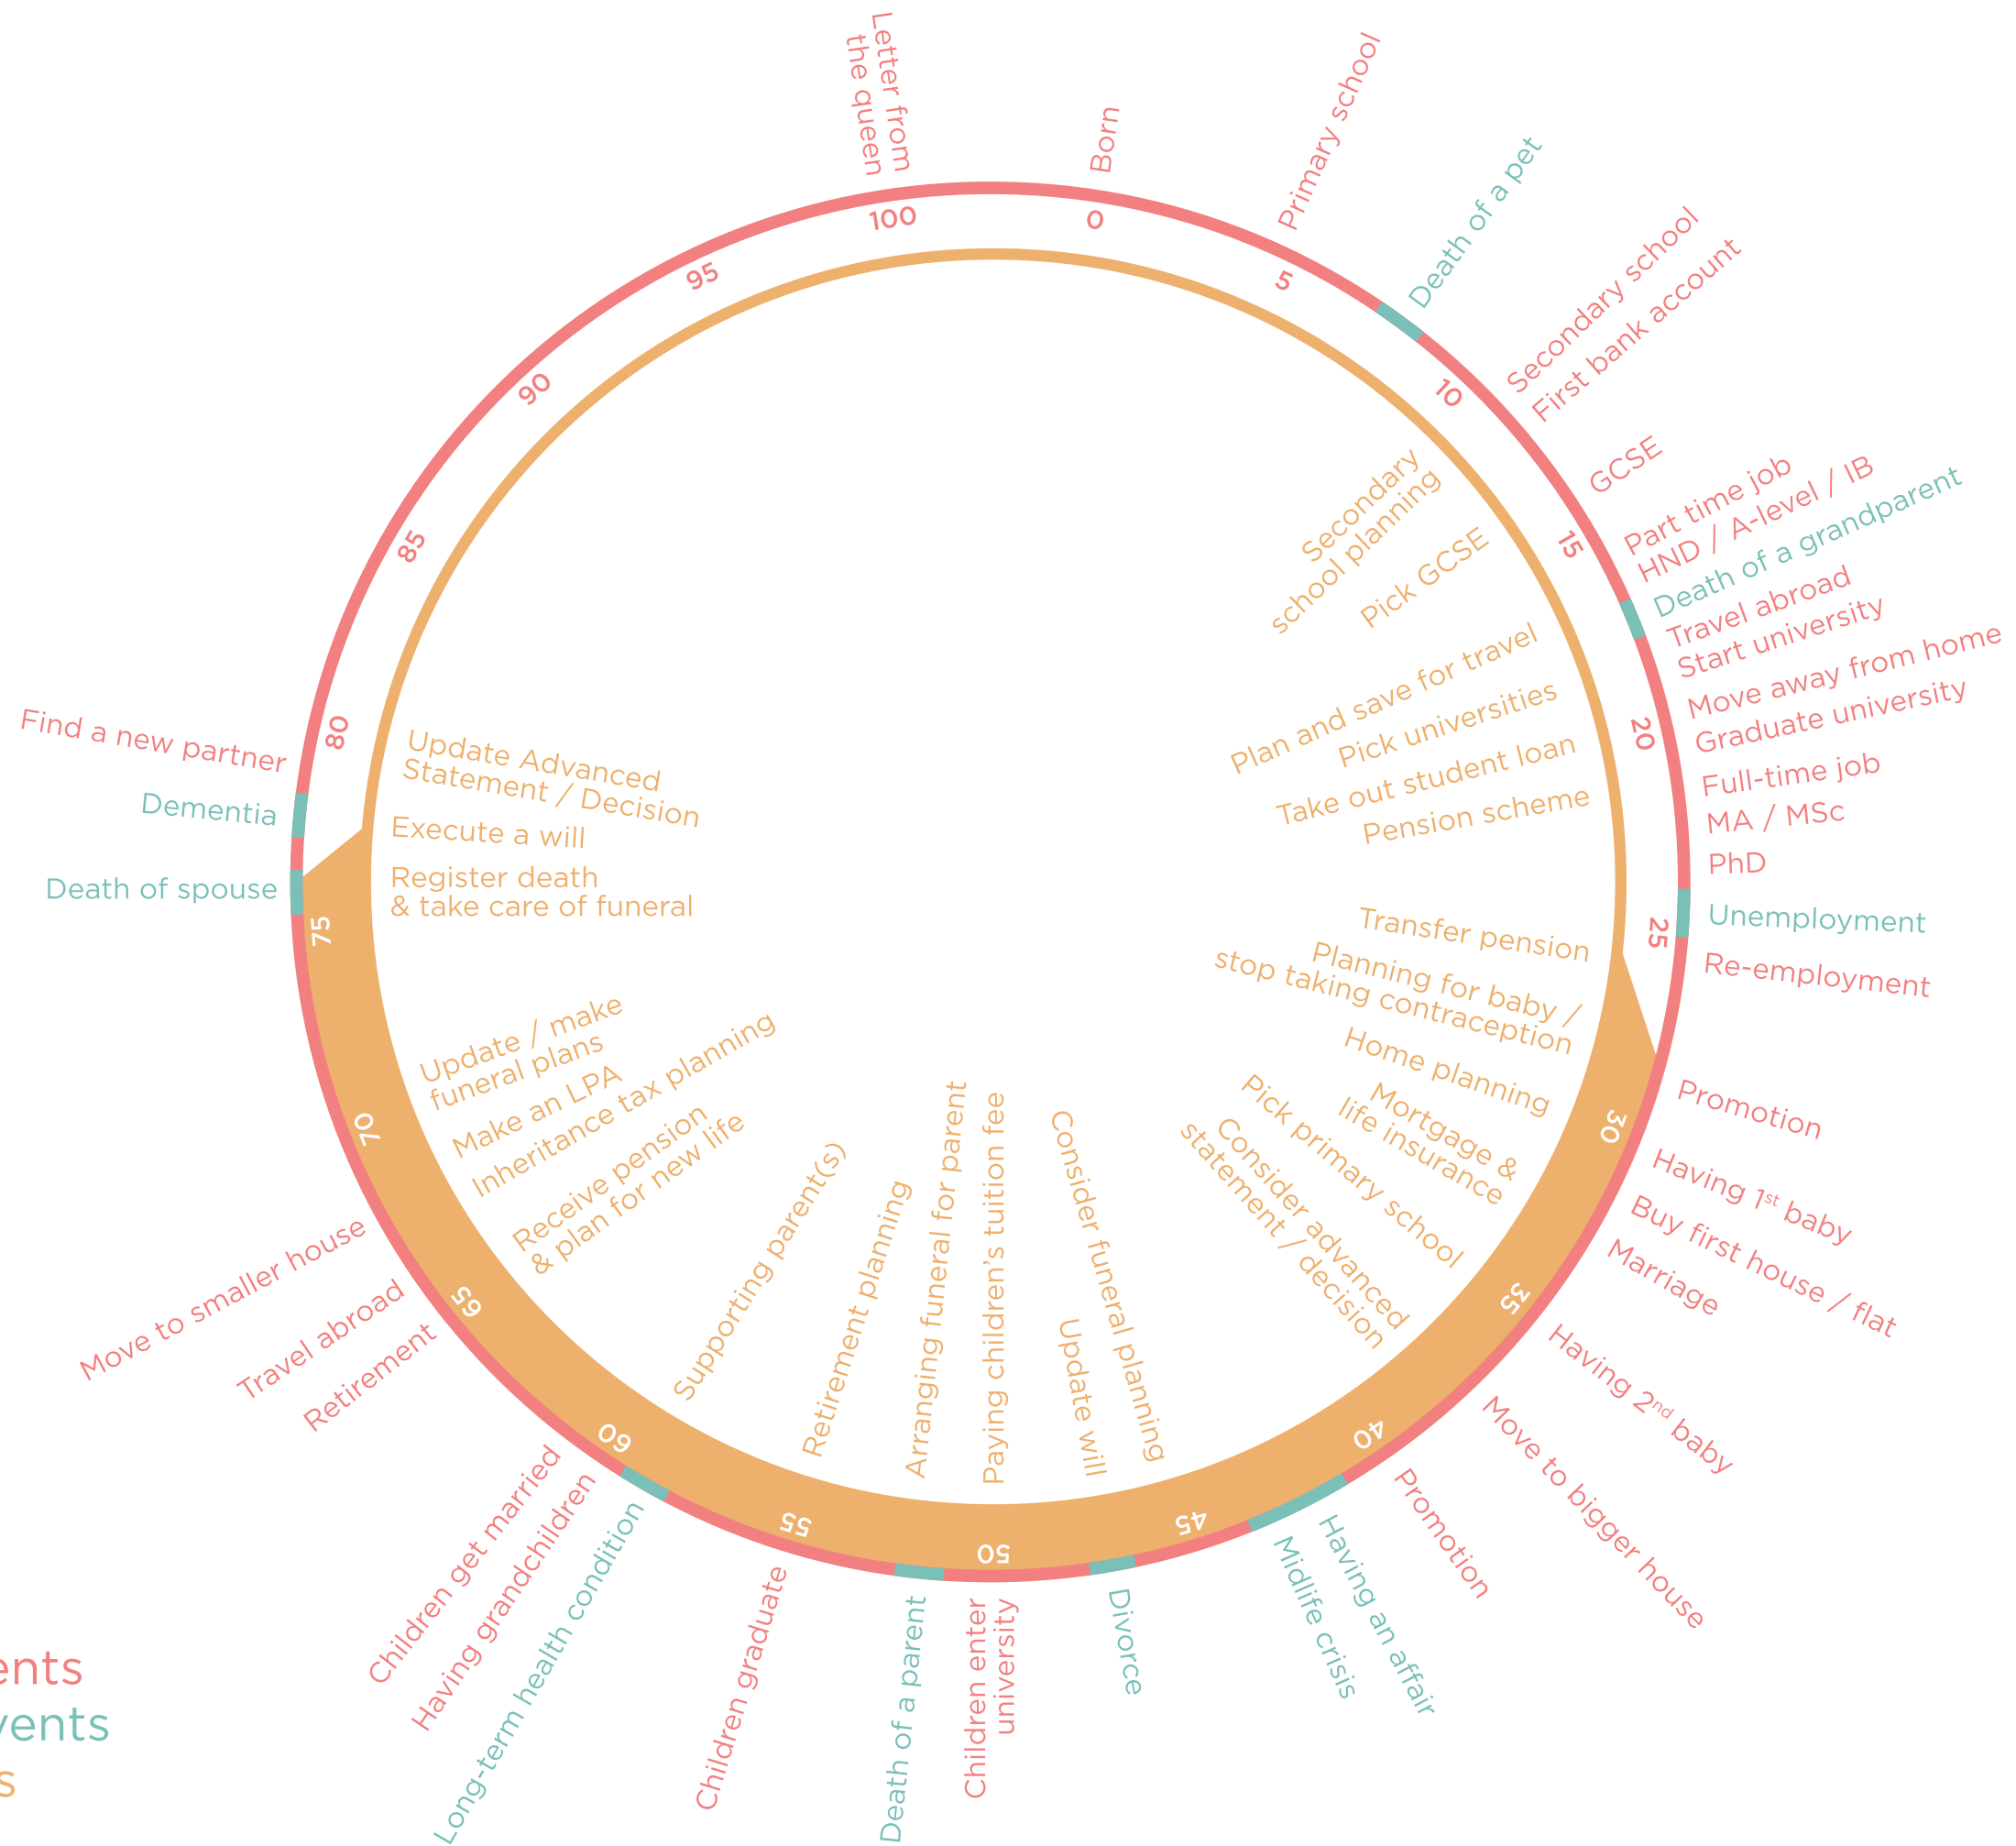 Letter from
the queen
Born
Primary school
Death of a pet
Secondary school
First bank account
GCSE
Part time job
HND / A-level / IB
Death of a grandparent
Travel abroad
Start university
Move away from home
Graduate university
Full-time job
MA / MSc
PhD
Unemployment
Re-employment
Promotion
Having 1st baby
Buy first house / flat
Marriage
Having 2nd baby
Move to bigger house
Promotion
Having an affair
Midlife crisis
Divorce
Children enter
university
Death of a parent
Children graduate
Long-term health condition
Having grandchildren
Children get married
Retirement
Travel abroad
Move to smaller house
Death of spouse
Dementia
Find a new partner
0
5
10
15
20
25
30
35
40
45
50
55
60
65
70
75
80
85
90
95
100
Secondary
school planning
Pick GCSE
Plan and save for travel
Pick universities
Take out student loan
Pension scheme
Transfer pension
Planning for baby /
stop taking contraception
Home planning
Mortgage &
life insurance
Pick primary school
Consider advanced
statement / decision
Consider funeral planning
Update will
Paying children's tuition fee
Arranging funeral for parent
Retirement planning
Supporting parent(s)
Receive pension
& plan for new life
Inheritance tax planning
Make an LPA
Update / make
funeral plans
Register death
& take care of funeral
Execute a will
Update Advanced
Statement / Decision
ents
vents
s